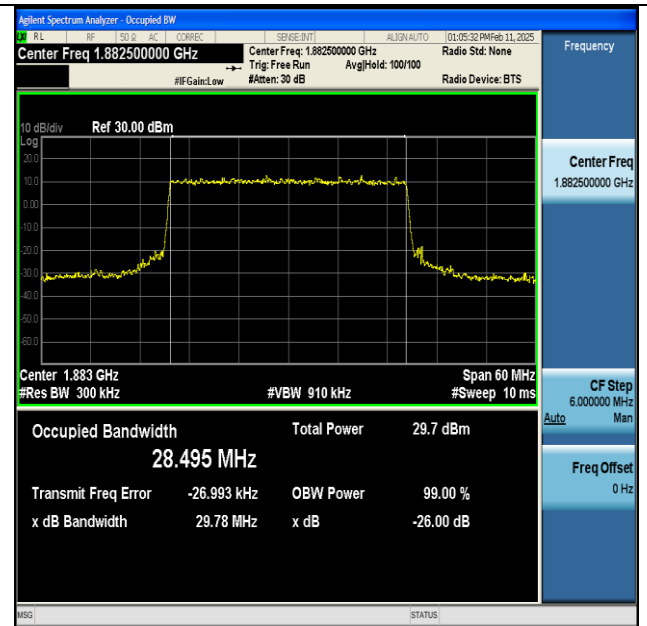 Agilent Spectrum Analyzer - Occupied BW
RL RF 50 Ω AC CORREC SENSE:INT ALIGN AUTO 01:05:32 PM Feb 11, 2025
Center Freq 1.882500000 GHz Center Freq: 1.882500000 GHz Radio Std: None
Trig: Free Run Avg|Hold: 100/100
#IFGain:Low #Atten: 30 dB Radio Device: BTS
10 dB/div Ref 30.00 dBm
Log
20.0
10.0
0.00
-10.0
-20.0
-30.0
-40.0
-50.0
-60.0
Center 1.883 GHz Span 60 MHz
#Res BW 300 kHz #VBW 910 kHz #Sweep 10 ms
Occupied Bandwidth Total Power 29.7 dBm
28.495 MHz
Transmit Freq Error -26.993 kHz OBW Power 99.00 %
x dB Bandwidth 29.78 MHz x dB -26.00 dB
MSG STATUS
Frequency
Center Freq
1.882500000 GHz
CF Step
6.000000 MHz
Auto Man
Freq Offset
0 Hz